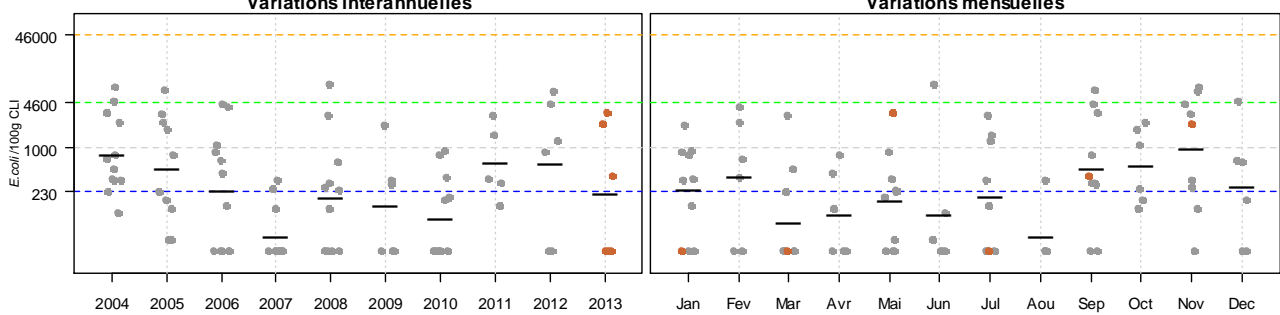 Variations interannuelles
Variations mensuelles
46000
4600
1000
230
E.coli/100g CLI
2004 2005 2006 2007 2008 2009 2010 2011 2012 2013
Jan Fev Mar Avr Mai Jun Jul Aou Sep Oct Nov Dec